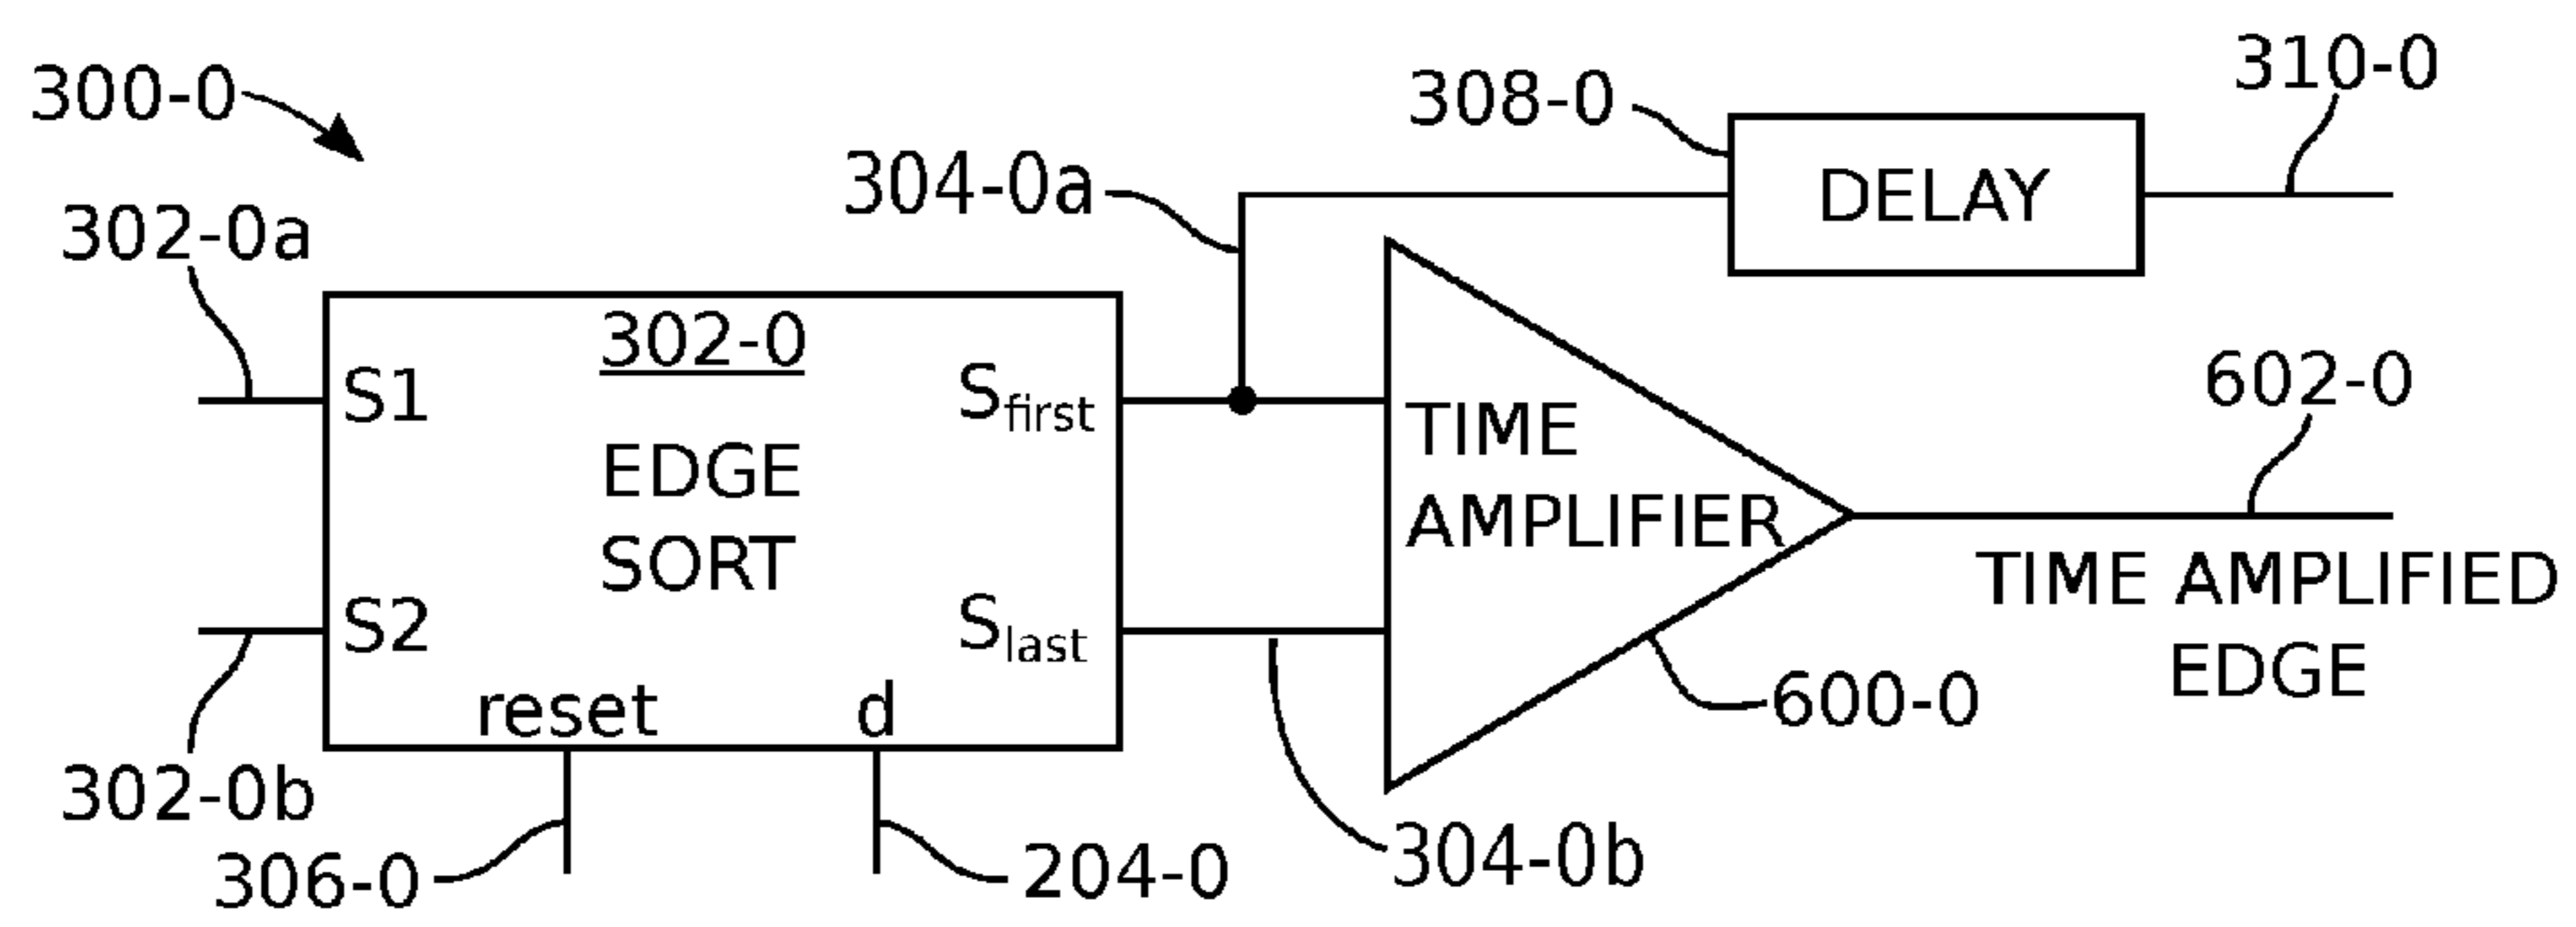 310-0
300-0
308-0
304-0a
DELAY
302-0a
302-0
S1
Sfirst
602-0
EDGE
SORT
TIME
AMPLIFIER
S2
Slast
TIME AMPLIFIED
EDGE
reset
d
600-0
302-0b
306-0
204-0
304-0b